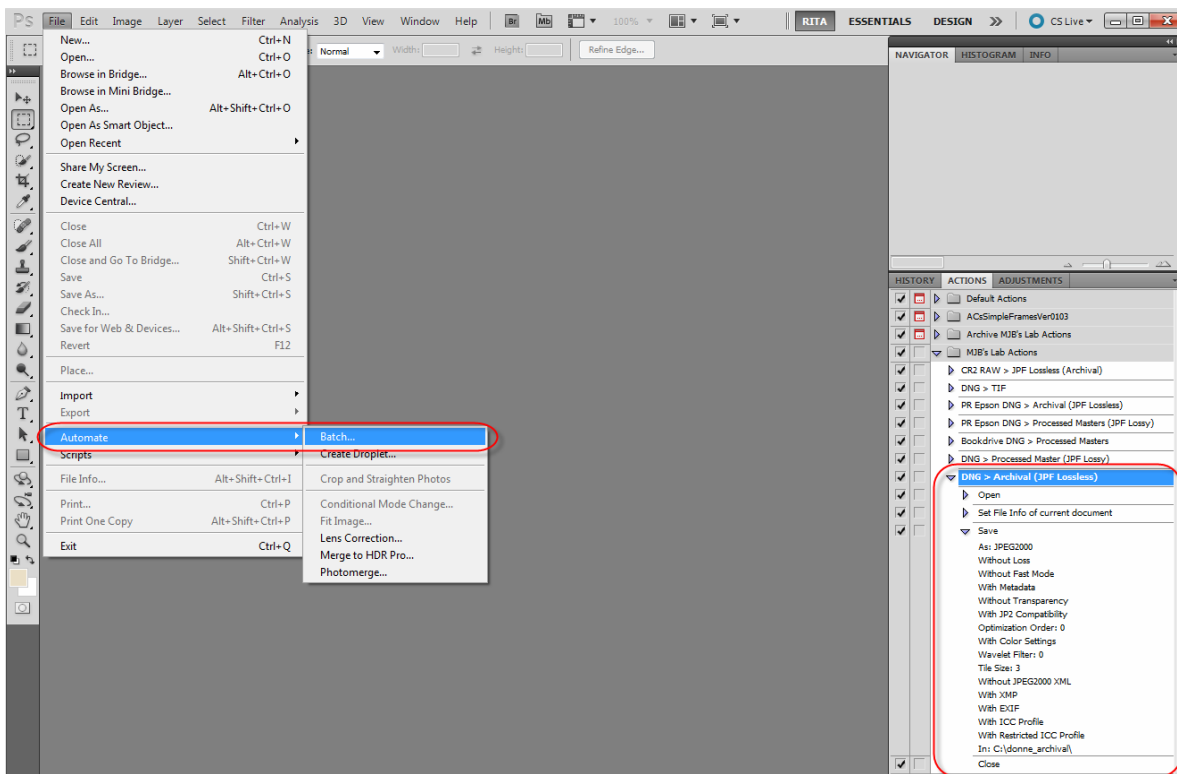 Ps File Edit Image Layer Select Filter Analysis 3D View Window Help Br Mb 100% RITA ESSENTIALS DESIGN CS Live
Normal Width: Height: Refine Edge...
New... Ctrl+N
Open... Ctrl+O
Browse in Bridge... Alt+Ctrl+O
Browse in Mini Bridge...
Open As... Alt+Shift+Ctrl+O
Open As Smart Object...
Open Recent
Share My Screen...
Create New Review...
Device Central...
Close Ctrl+W
Close All Alt+Ctrl+W
Close and Go To Bridge... Shift+Ctrl+W
Save Ctrl+S
Save As... Shift+Ctrl+S
Check In...
Save for Web & Devices... Alt+Shift+Ctrl+S
Revert F12
Place...
Import
Export
Automate
Scripts
File Info... Alt+Shift+Ctrl+I
Print... Ctrl+P
Print One Copy Alt+Shift+Ctrl+P
Exit Ctrl+Q
Batch...
Create Droplet...
Crop and Straighten Photos
Conditional Mode Change...
Fit Image...
Lens Correction...
Merge to HDR Pro...
Photomerge...
NAVIGATOR HISTOGRAM INFO
HISTORY ACTIONS ADJUSTMENTS
Default Actions
ACsSimpleFramesVer0103
Archive MJB's Lab Actions
MJB's Lab Actions
CR2 RAW > JPF Lossless (Archival)
DNG > TIF
PR Epson DNG > Archival (JPF Lossless)
PR Epson DNG > Processed Masters (JPF Lossy)
Bookdrive DNG > Processed Masters
DNG > Processed Master (JPF Lossy)
DNG > Archival (JPF Lossless)
Open
Set File Info of current document
Save
As: JPEG2000
Without Loss
Without Fast Mode
With Metadata
Without Transparency
With JP2 Compatibility
Optimization Order: 0
With Color Settings
Wavelet Filter: 0
Tile Size: 3
Without JPEG2000 XML
With XMP
With EXIF
With ICC Profile
With Restricted ICC Profile
In: C:\donne_archival\
Close